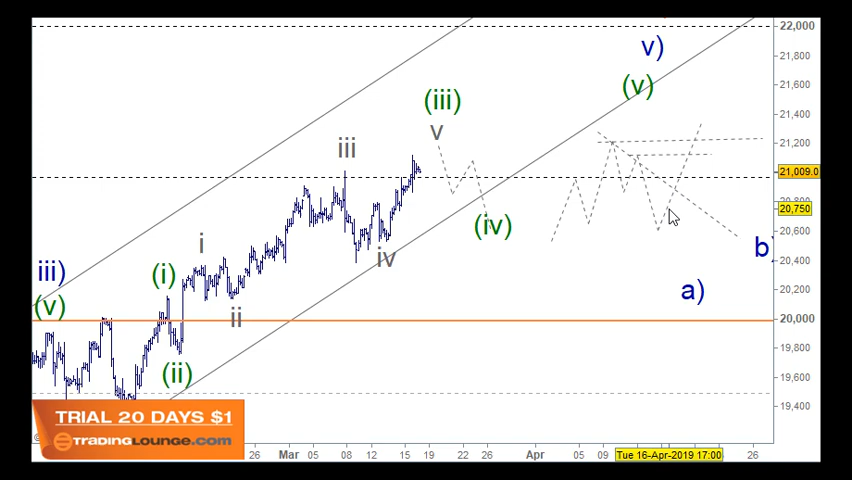 22,000
v)
21,800
(v)
21,600
(iii)
21,400
v
iii
21,200
21,009.0
20,750
20,600
(iv)
i
iv
b)
20,400
iii)
(i)
a)
20,200
(v)
ii
20,000
19,800
(ii)
19,600
19,400
TRIAL 20 DAYS $1
TRADINGLOUNGE.com
26 Mar 05 08 12 15 19 22 26 Apr 05 09 Tue 16-Apr-2019 17:00 26